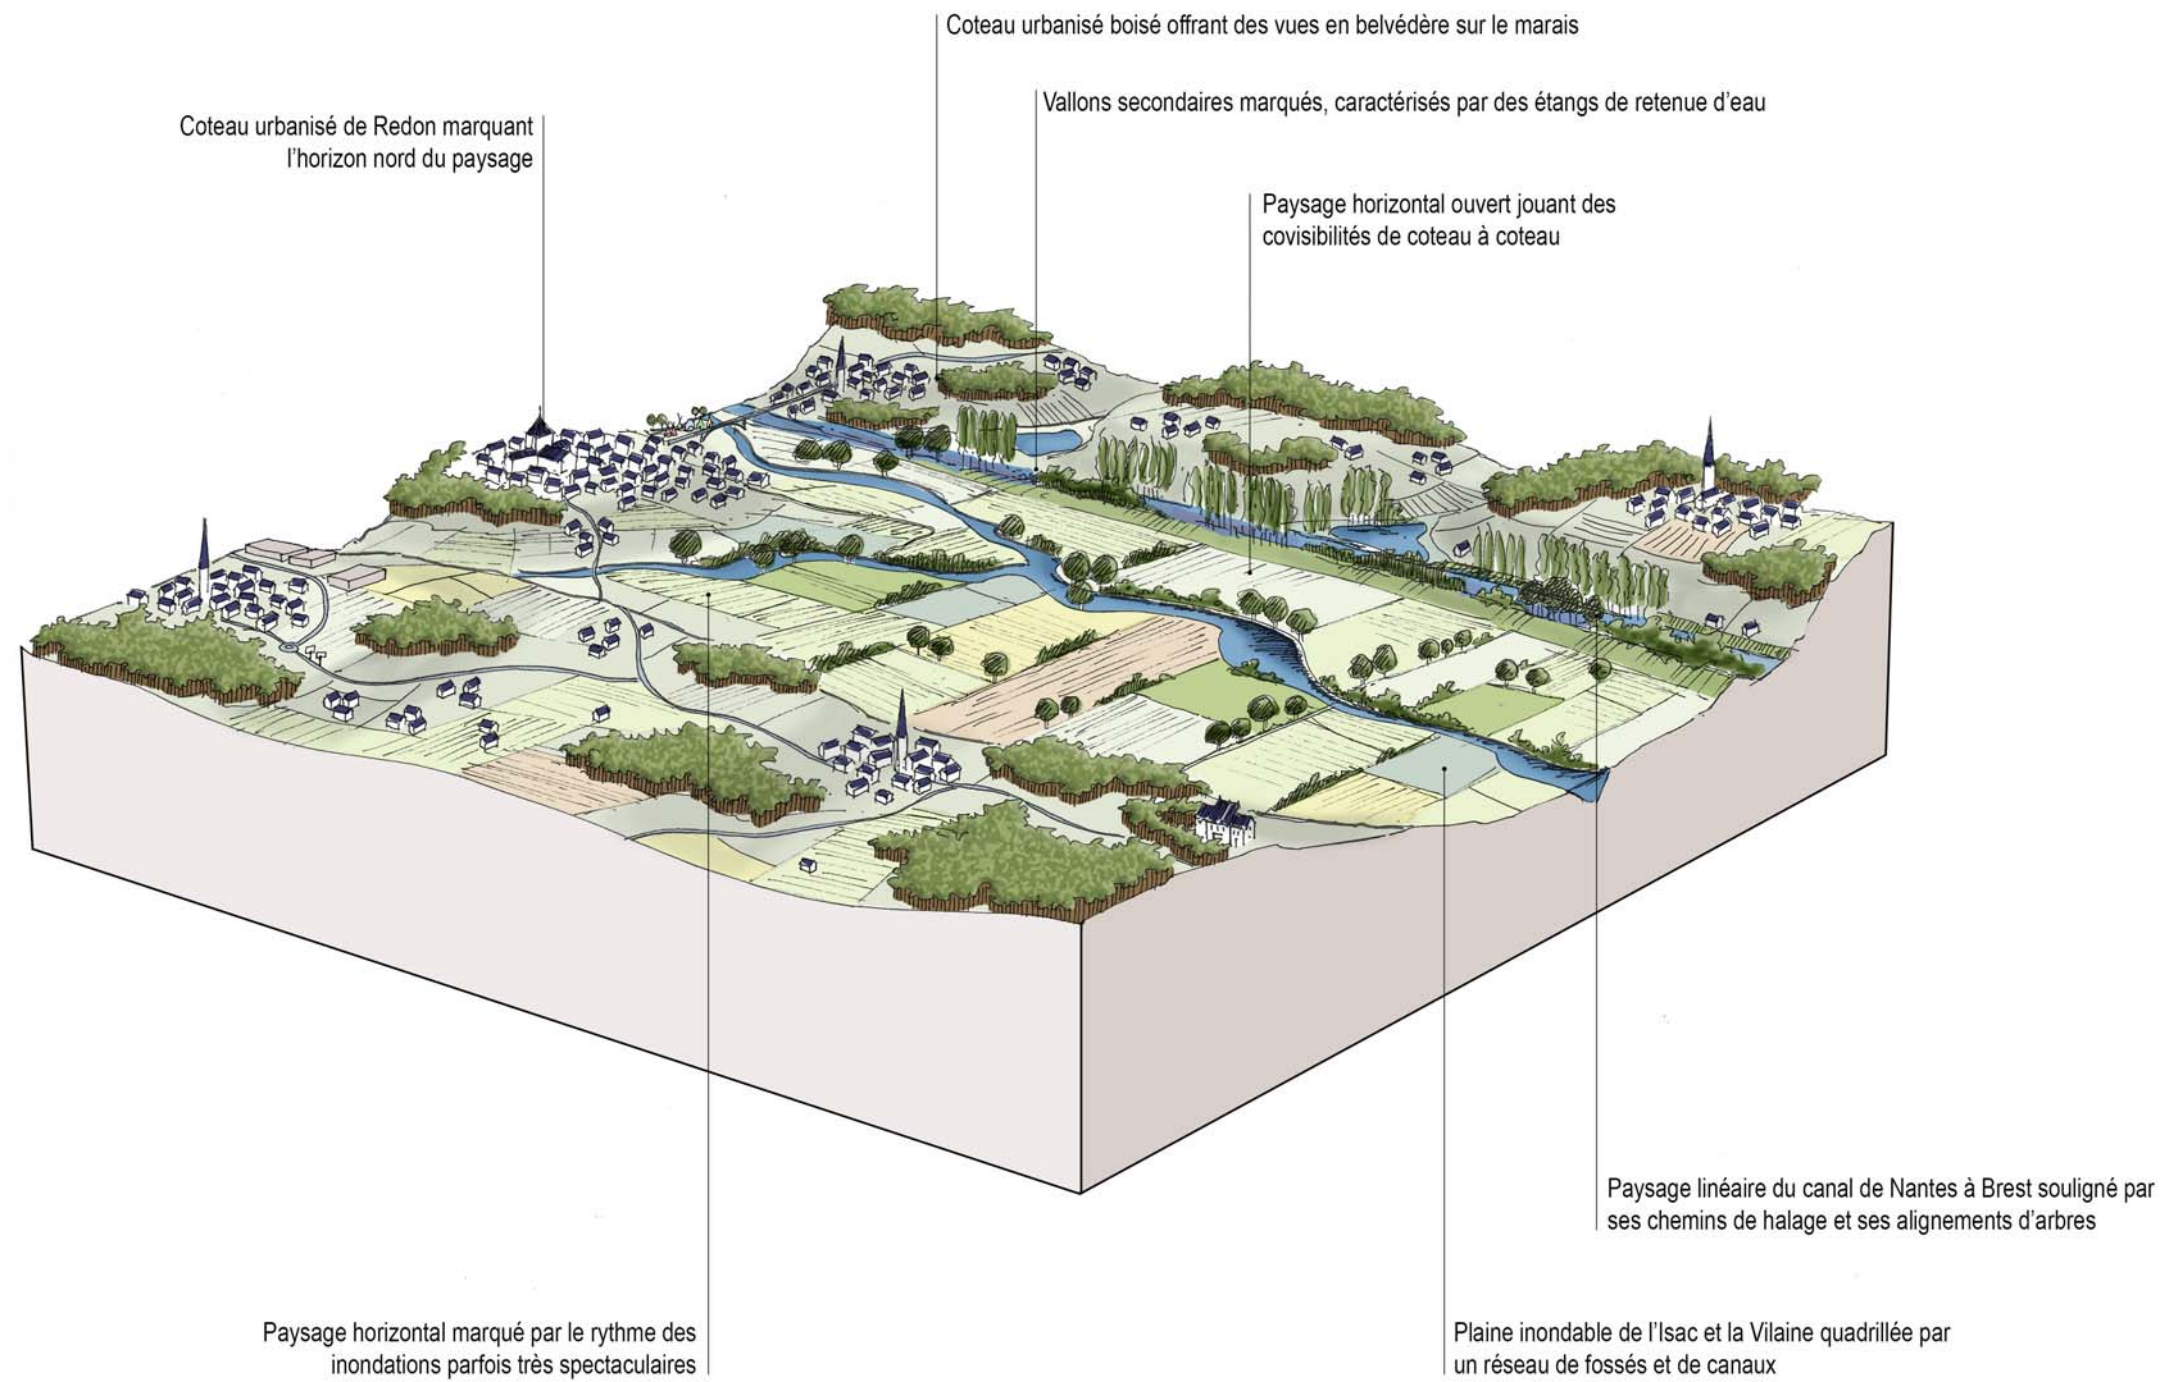 Coteau urbanisé boisé offrant des vues en belvédère sur le marais
Vallons secondaires marqués, caractérisés par des étangs de retenue d'eau
Coteau urbanisé de Redon marquant
l'horizon nord du paysage
Paysage horizontal ouvert jouant des
covisibilités de coteau à coteau
Paysage linéaire du canal de Nantes à Brest souligné par
ses chemins de halage et ses alignements d'arbres
Paysage horizontal marqué par le rythme des
inondations parfois très spectaculaires
Plaine inondable de l'Isac et la Vilaine quadrillée par
un réseau de fossés et de canaux